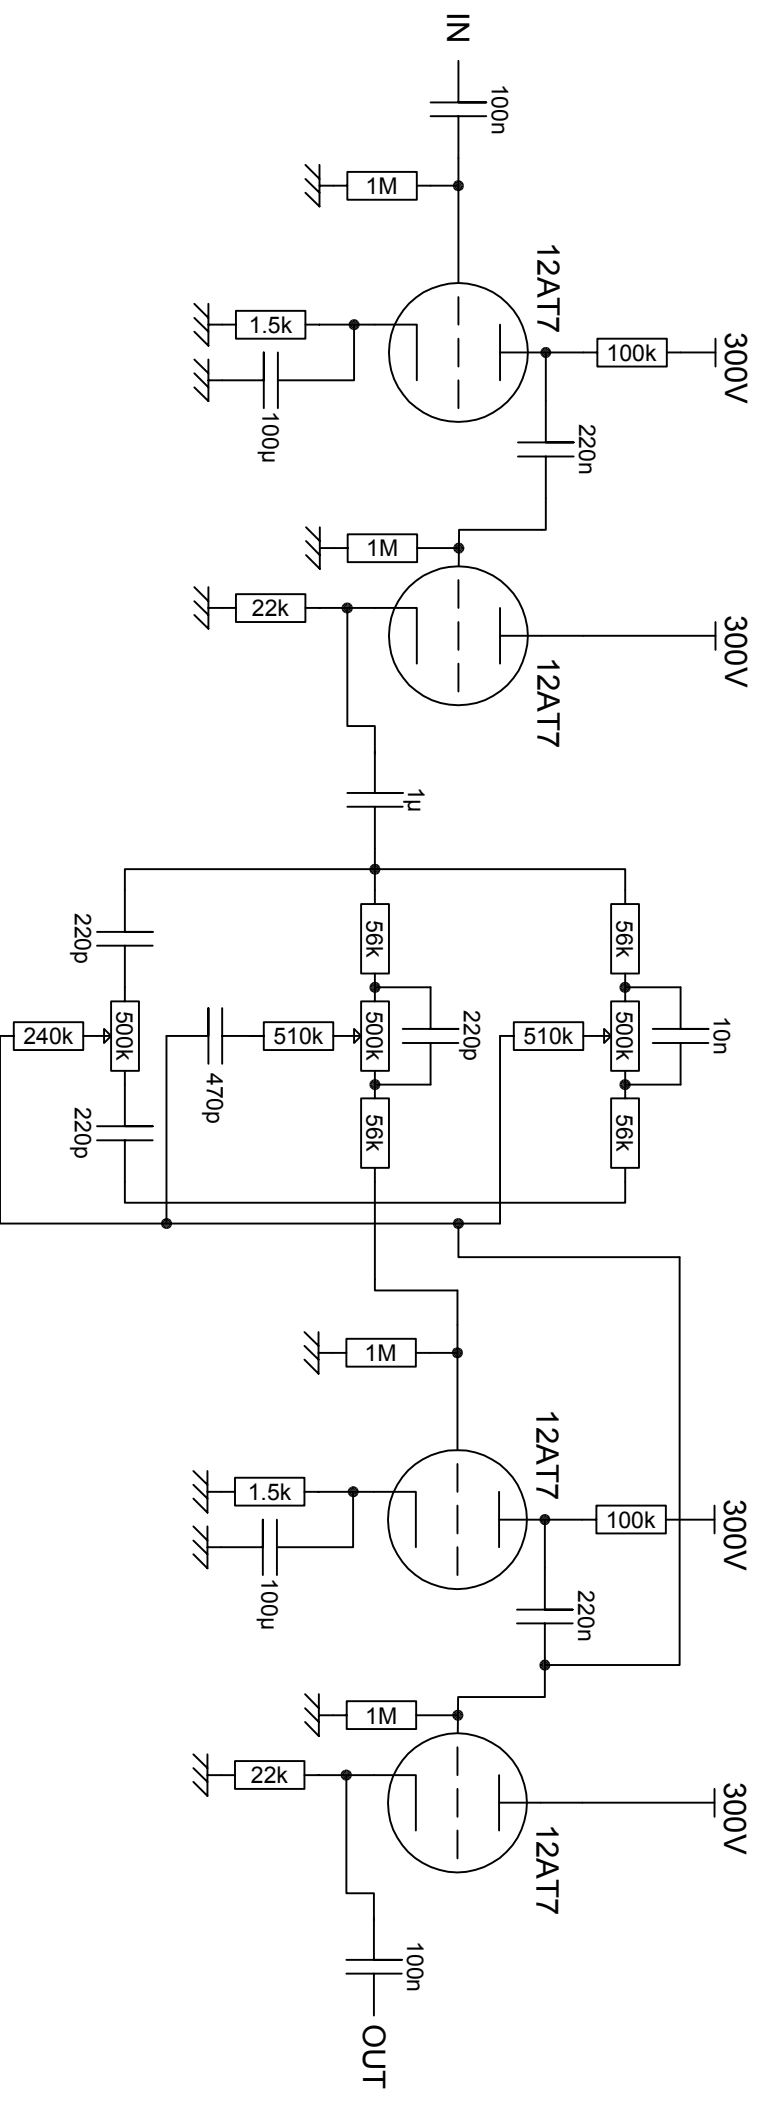 IN
100n
1M
12AT7
1.5k
100µ
100k
300V
220n
1M
22k
12AT7
300V
1µ
56k
500k
10n
56k
510k
56k
500k
220p
56k
510k
470p
220p
500k
220p
240k
1M
12AT7
1.5k
100µ
100k
300V
220n
1M
22k
12AT7
300V
100n
OUT